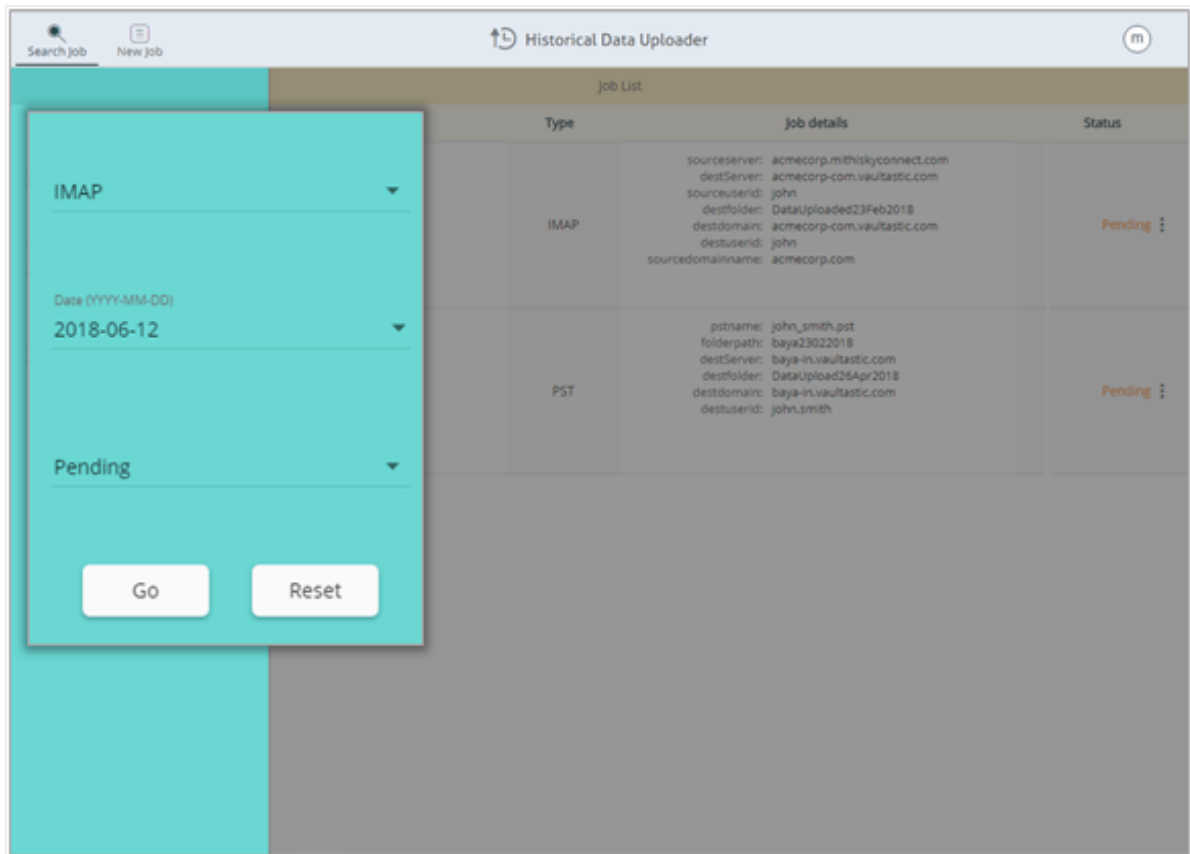 Search Job
New Job
Historical Data Uploader
m
Job List
Type Job details Status
IMAP
Date (YYYY-MM-DD)
2018-06-12
Pending
Go Reset
IMAP
sourceserver: acmecorp.mithiskyconnect.com
destServer: acmecorp-com.vaultastic.com
sourceuserid: john
destfolder: DataUploaded23Feb2018
destdomain: acmecorp-com.vaultastic.com
destuserid: john
sourcedomainname: acmecorp.com
Pending
PST
pstname: john_smith.pst
folderpath: baya23022018
destServer: baya-in.vaultastic.com
destfolder: DataUpload26Apr2018
destdomain: baya-in.vaultastic.com
destuserid: john.smith
Pending